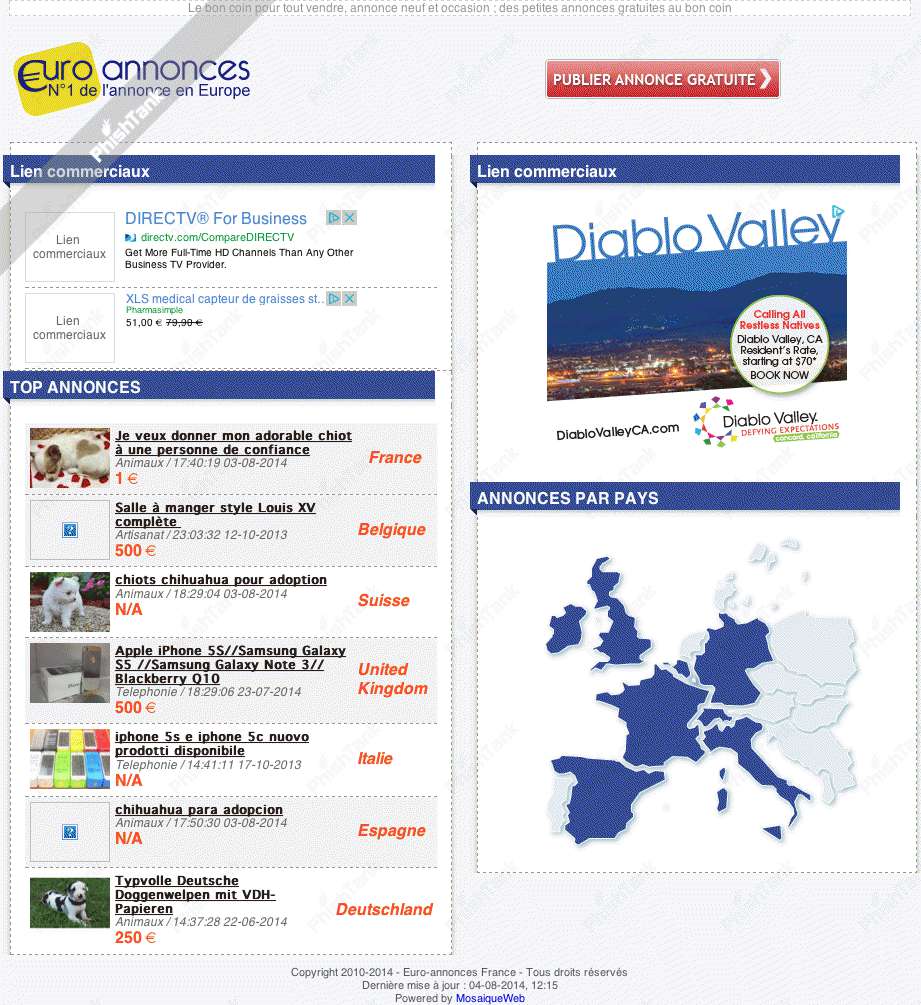 Le bon coin pour tout vendre, annonce neuf et occasion ; des petites annonces gratuites au bon coin
euro annonces
N°1 de l'annonce en Europe
PUBLIER ANNONCE GRATUITE
PhishTank
Lien commerciaux
Lien
commerciaux
DIRECTV® For Business
directv.com/CompareDIRECTV
Get More Full-Time HD Channels Than Any Other
Business TV Provider.
Lien
commerciaux
XLS medical capteur de graisses st..
Pharmasimple
51,00 € 79,90 €
TOP ANNONCES
Je veux donner mon adorable chiot
à une personne de confiance
Animaux / 17:40:19 03-08-2014
1 €
France
Salle à manger style Louis XV
complète
Artisanat / 23:03:32 12-10-2013
500 €
Belgique
chiots chihuahua pour adoption
Animaux / 18:29:04 03-08-2014
N/A
Suisse
Apple iPhone 5S//Samsung Galaxy
S5 //Samsung Galaxy Note 3//
Blackberry Q10
Telephonie / 18:29:06 23-07-2014
500 €
United
Kingdom
iphone 5s e iphone 5c nuovo
prodotti disponibile
Telephonie / 14:41:11 17-10-2013
N/A
Italie
chihuahua para adopcion
Animaux / 17:50:30 03-08-2014
N/A
Espagne
Typvolle Deutsche
Doggenwelpen mit VDH-
Papieren
Animaux / 14:37:28 22-06-2014
250 €
Deutschland
Lien commerciaux
Diablo Valley
Calling All
Restless Natives
Diablo Valley, CA
Resident's Rate,
starting at $70*
BOOK NOW
DiabloValleyCA.com
Diablo Valley.
DEFYING EXPECTATIONS
concord, california
ANNONCES PAR PAYS
Copyright 2010-2014 - Euro-annonces France - Tous droits réservés
Dernière mise à jour : 04-08-2014, 12:15
Powered by MosaiqueWeb